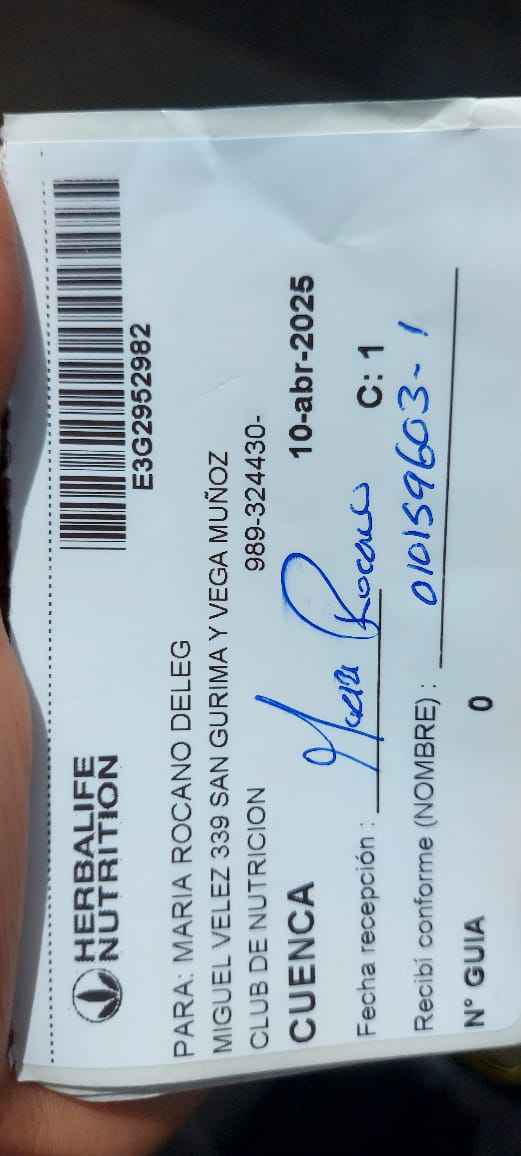 HERBALIFE
NUTRITION
E3G2952982
PARA: MARIA ROCANO DELEG
MIGUEL VELEZ 339 SAN GURIMA Y VEGA MUÑOZ
CLUB DE NUTRICION 989-324430-
CUENCA 10-abr-2025
Fecha recepción : Maria Rocano C: 1
Recibí conforme (NOMBRE) : 010159603-1
N° GUIA 0